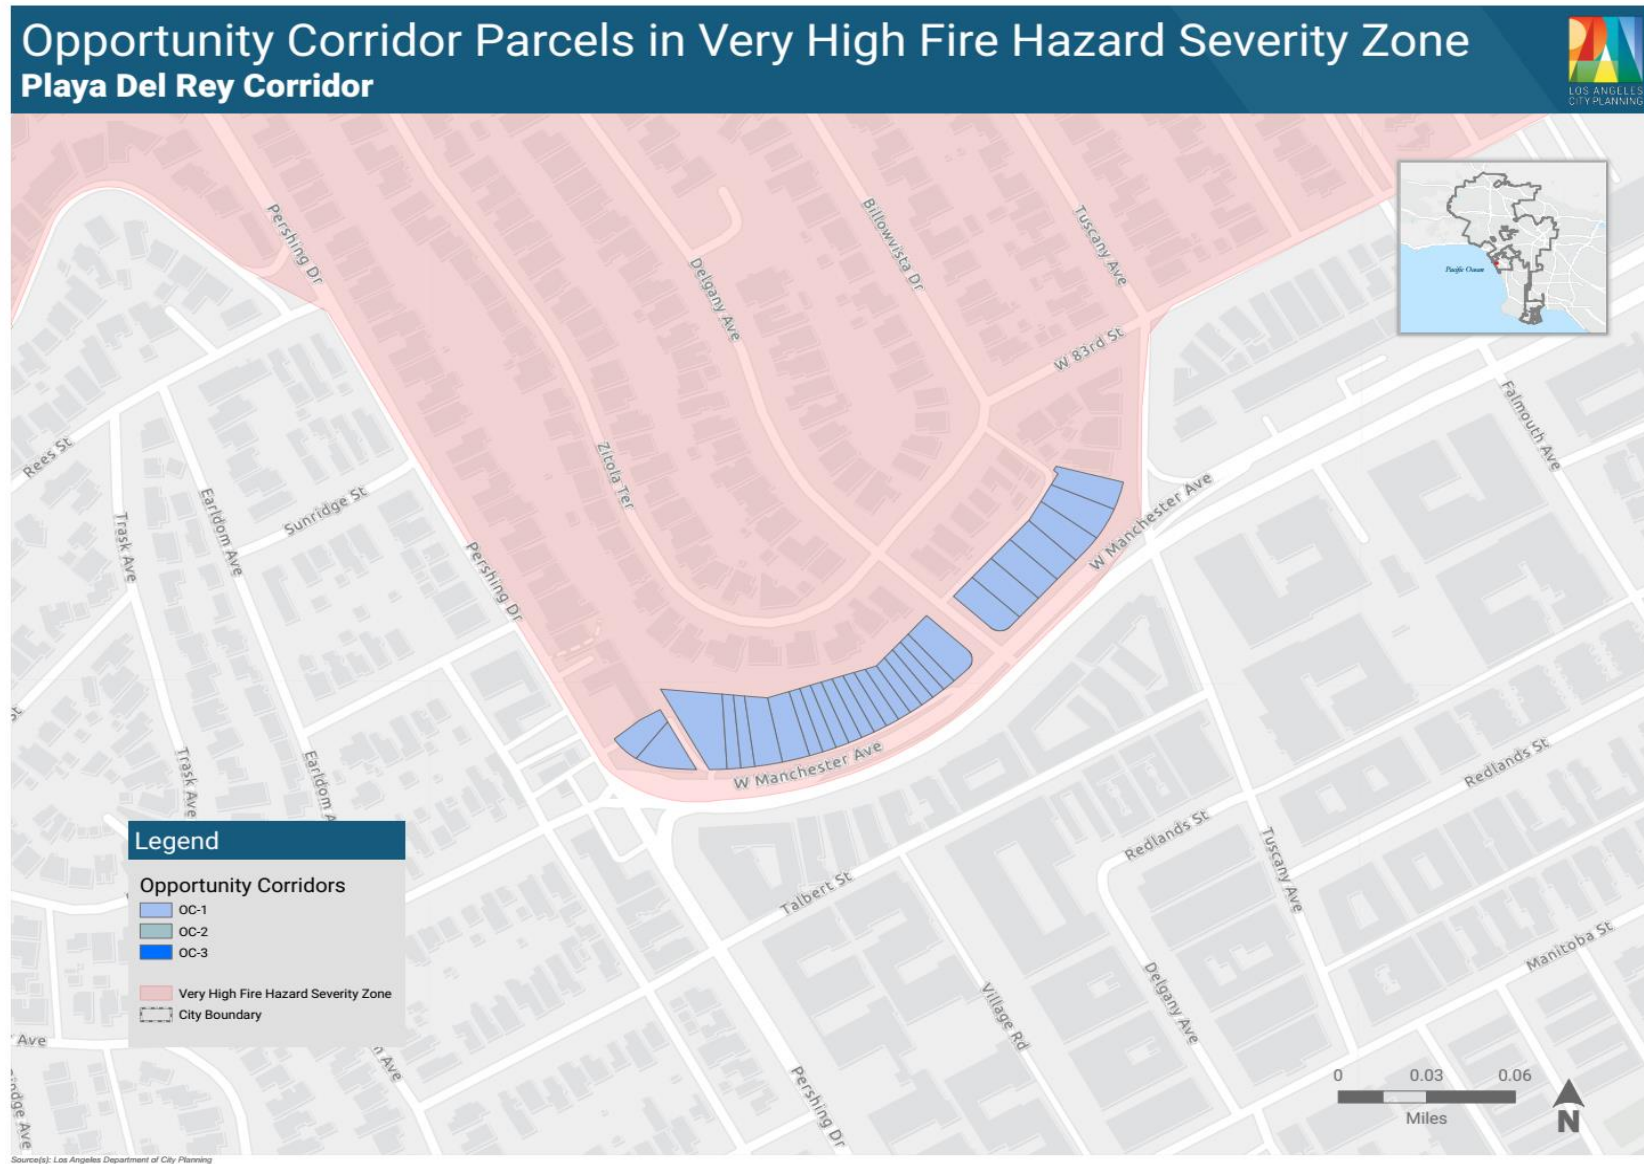 Opportunity Corridor Parcels in Very High Fire Hazard Severity Zone
Playa Del Rey Corridor
LOS ANGELES
CITY PLANNING
Pershing Dr
Billowvista Dr
Tuscany Ave
Delgany Ave
Pacific Ocean
W 83rd St
Falmouth Ave
Rees St
Zitola Ter
Earldom Ave
Sunridge St
Trask Ave
W Manchester Ave
Pershing Dr
Trask Ave
Earldom A
W Manchester Ave
Redlands St
Redlands St
Tuscany Ave
Talbert St
Manitoba St
Delgany Ave
Village Rd
Pershing Dr
Ave
Ave
Legend
Opportunity Corridors
OC-1
OC-2
OC-3
Very High Fire Hazard Severity Zone
City Boundary
0 0.03 0.06
Miles
N
Source(s): Los Angeles Department of City Planning